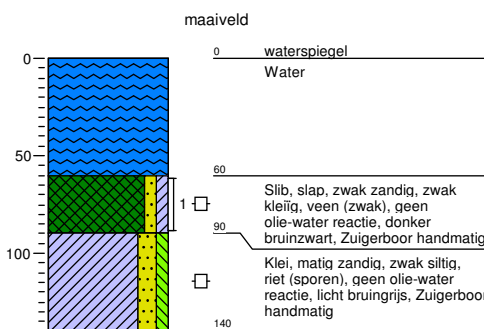 maaiveld
0
0
waterspiegel
Water
50
60
Slib, slap, zwak zandig, zwak
kleiïg, veen (zwak), geen
olie-water reactie, donker
bruinzwart, Zuigerboor handmatig
1
90
100
Klei, matig zandig, zwak siltig,
riet (sporen), geen olie-water
reactie, licht bruingrijs, Zuigerboor
handmatig
140